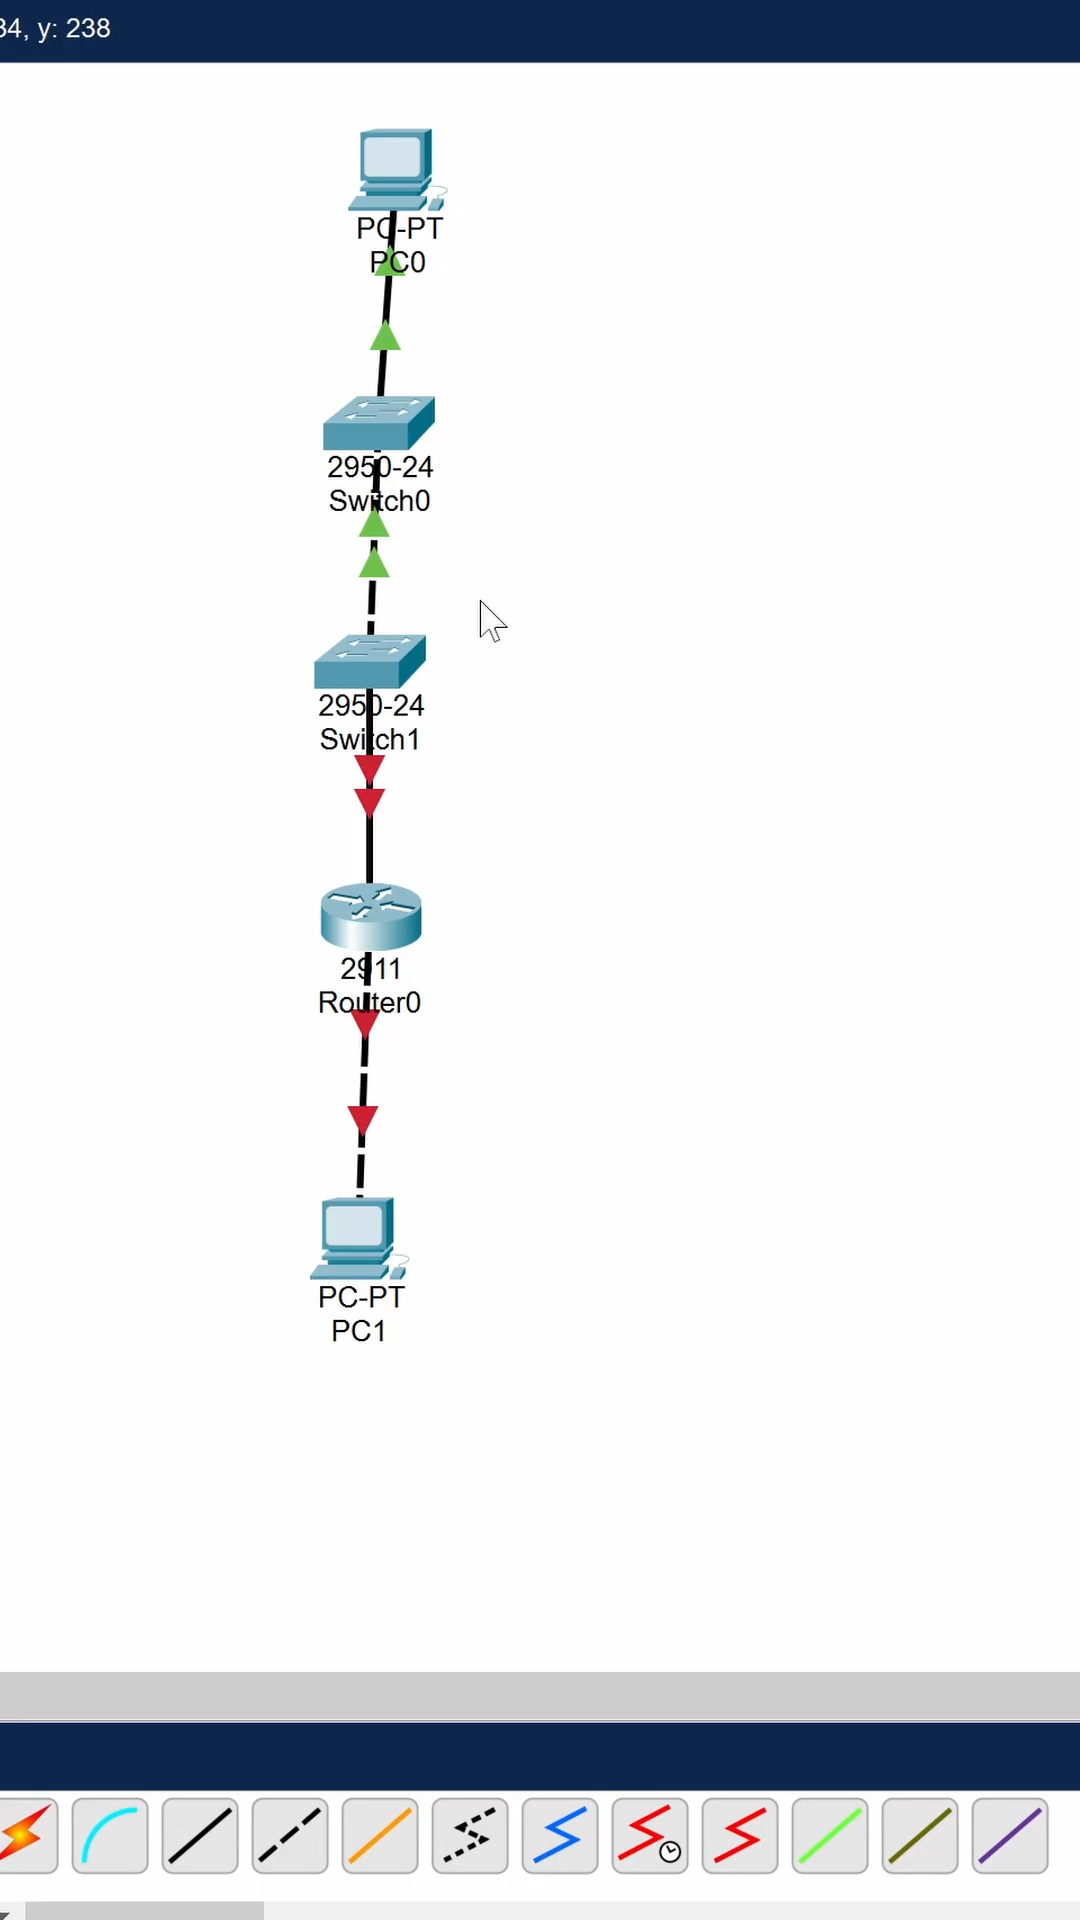 34, y: 238
PC-PT
PC0
2950-24
Switch0
2950-24
Switch1
2911
Router0
PC-PT
PC1